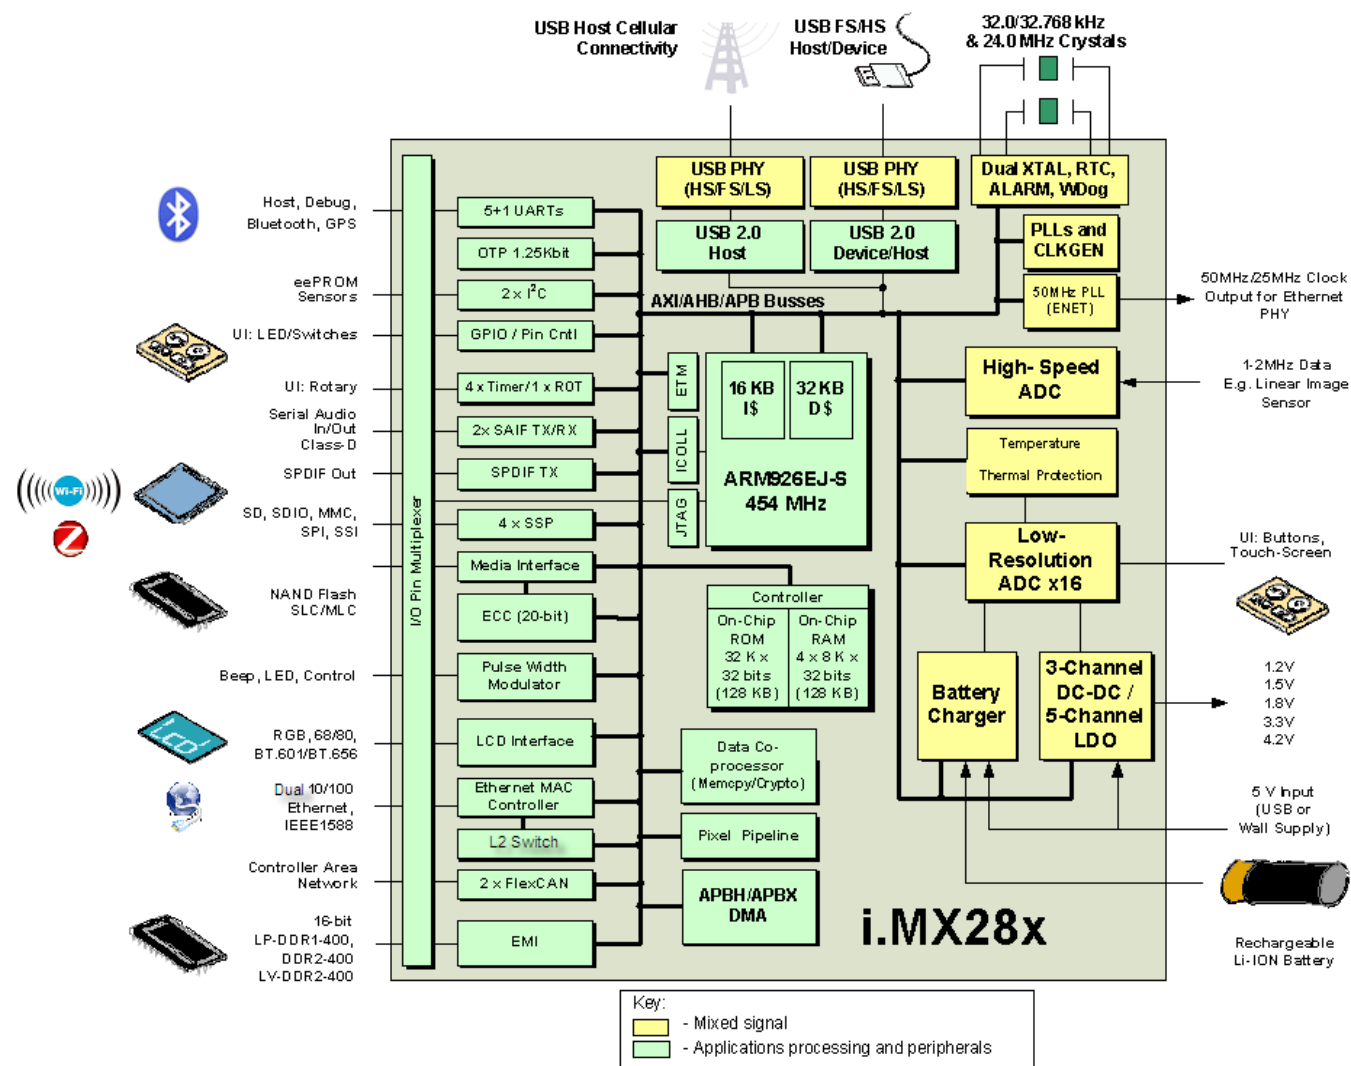 USB Host Cellular
Connectivity
USB FS/HS
Host/Device
32.0/32.768 kHz
& 24.0 MHz Crystals
USB PHY
(HS/FS/LS)
USB PHY
(HS/FS/LS)
Dual XTAL, RTC,
ALARM, WDog
USB 2.0
Host
USB 2.0
Device/Host
PLLs and
CLKGEN
50MHz PLL
(ENET)
50MHz/25MHz Clock
Output for Ethernet
PHY
AXI/AHB/APB Busses
I/O Pin Multiplexer
Host, Debug,
Bluetooth, GPS
5+1 UARTs
OTP 1.25Kbit
eePROM
Sensors
2 x I²C
UI: LED/Switches
GPIO / Pin Cntl
UI: Rotary
4 x Timer/1 x ROT
Serial Audio
In/Out
Class-D
2x SAIF TX/RX
SPDIF Out
SPDIF TX
Wi-Fi
SD, SDIO, MMC,
SPI, SSI
4 x SSP
Media Interface
NAND Flash
SLC/MLC
ECC (20-bit)
Beep, LED, Control
Pulse Width
Modulator
LCD
RGB, 68/80,
BT.601/BT.656
LCD Interface
Dual 10/100
Ethernet,
IEEE1588
Ethernet MAC
Controller
L2 Switch
Controller Area
Network
2 x FlexCAN
16-bit
LP-DDR1-400,
DDR2-400
LV-DDR2-400
EMI
ETM
ICOLL
JTAG
16 KB
I$
32 KB
D$
ARM926EJ-S
454 MHz
Controller
On-Chip
ROM
32 K x
32 bits
(128 KB)
On-Chip
RAM
4 x 8 K x
32 bits
(128 KB)
Data Co-
processor
(Memcpy/Crypto)
Pixel Pipeline
APBH/APBX
DMA
High- Speed
ADC
1-2MHz Data
E.g. Linear Image
Sensor
Temperature
Thermal Protection
Low-
Resolution
ADC x16
UI: Buttons,
Touch-Screen
Battery
Charger
3-Channel
DC-DC /
5-Channel
LDO
1.2V
1.5V
1.8V
3.3V
4.2V
5 V Input
(USB or
Wall Supply)
Rechargeable
Li-ION Battery
i.MX28x
Key:
- Mixed signal
- Applications processing and peripherals